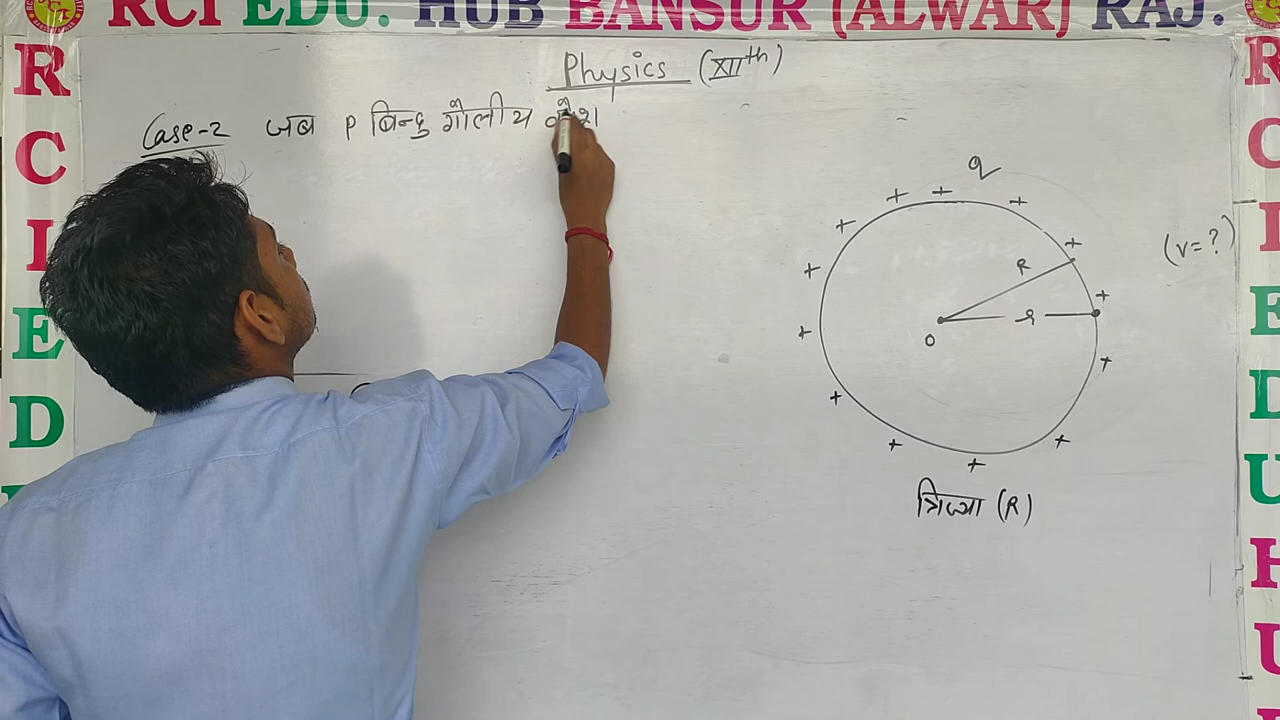 RCI EDU. HUB BANSUR (ALWAR) RAJ.
R
C
I
E
D
Physics (XIIth)
Case-2 जब P बिन्दु गौलीय
q
+ + + + + + + + + + + + + +
R
r
O
(v=?)
त्रिज्या (R)
R
C
I
E
D
U
H
U